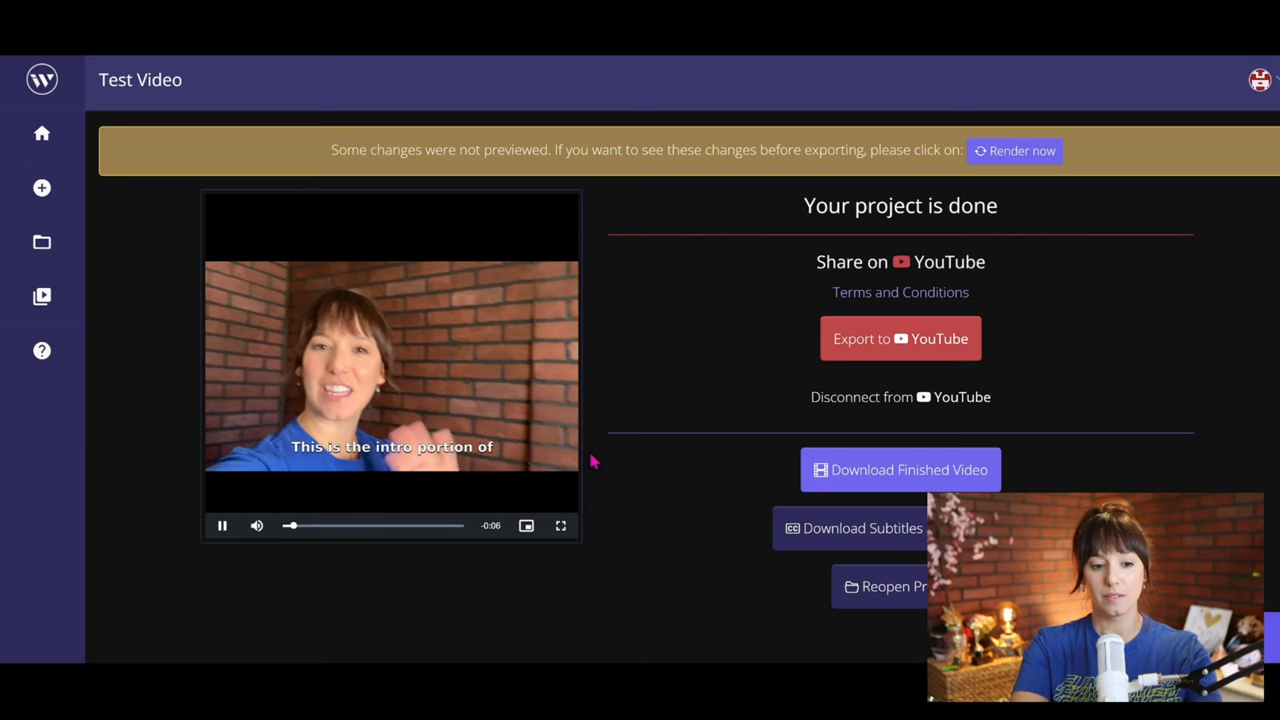 Test Video
Some changes were not previewed. If you want to see these changes before exporting, please click on: Render now
Your project is done
Share on YouTube
Terms and Conditions
Export to YouTube
Disconnect from YouTube
This is the intro portion of
Download Finished Video
-0:06
Download Subtitles
Reopen Pr